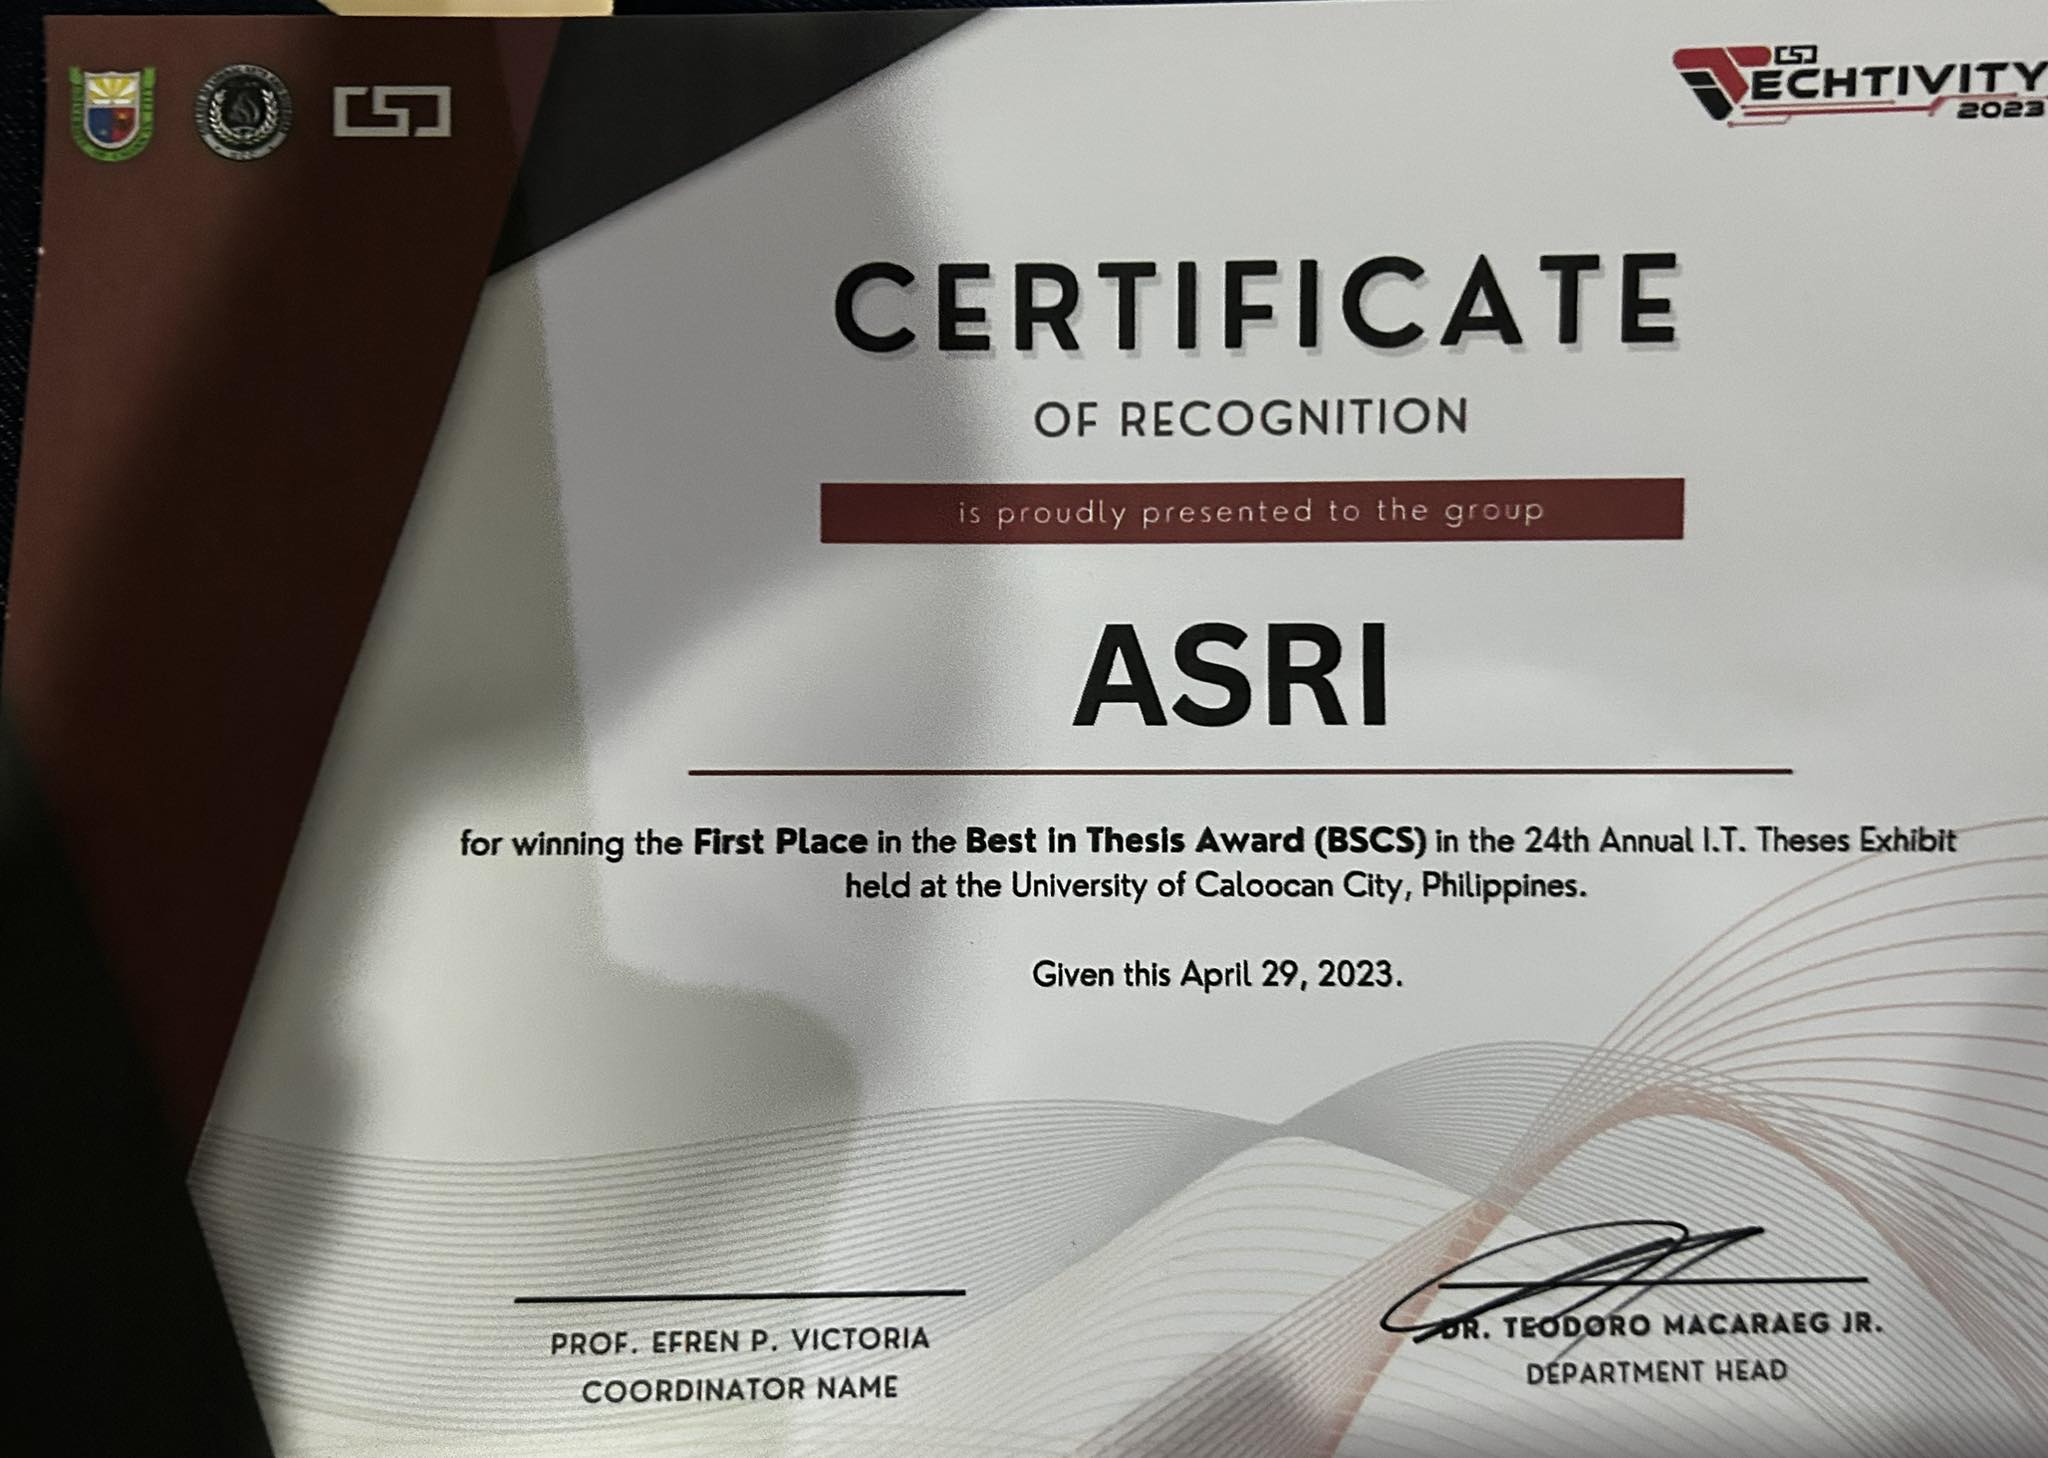 CSD
CSD
TECHTIVITY
2023
CERTIFICATE
OF RECOGNITION
is proudly presented to the group
ASRI
for winning the First Place in the Best in Thesis Award (BSCS) in the 24th Annual I.T. Theses Exhibit
held at the University of Caloocan City, Philippines.
Given this April 29, 2023.
PROF. EFREN P. VICTORIA
COORDINATOR NAME
DR. TEODORO MACARAEG JR.
DEPARTMENT HEAD